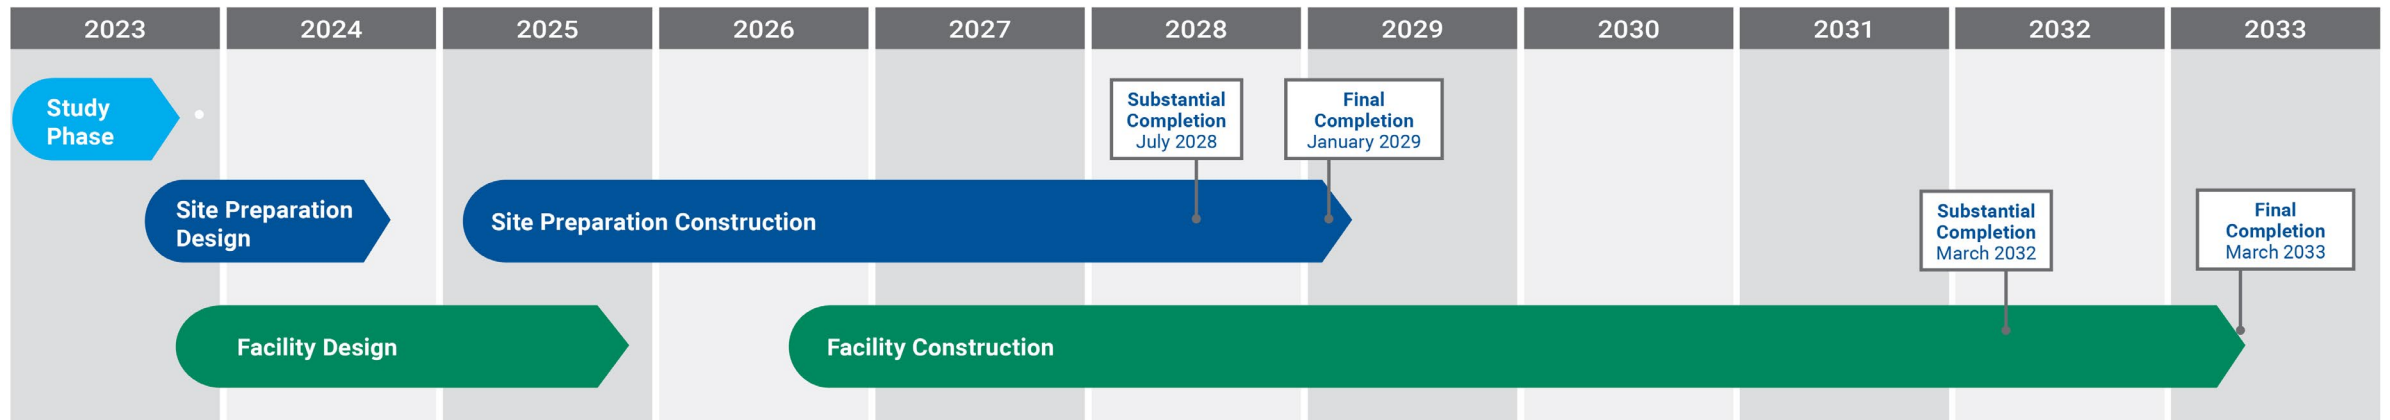 2023 2024 2025 2026 2027 2028 2029 2030 2031 2032 2033
Study
Phase
Substantial
Completion
July 2028
Final
Completion
January 2029
Site Preparation
Design
Site Preparation Construction
Substantial
Completion
March 2032
Final
Completion
March 2033
Facility Design
Facility Construction